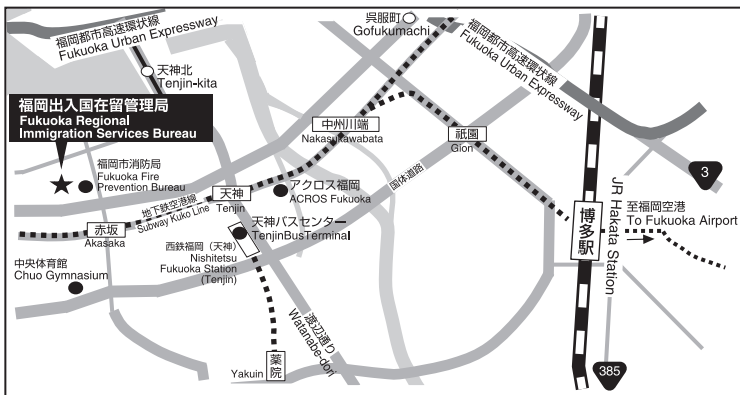 福岡都市高速環状線
Fukuoka Urban Expressway
呉服町
Gofukumachi
福岡都市高速環状線
Fukuoka Urban Expressway
天神北
Tenjin-kita
福岡出入国在留管理局
Fukuoka Regional
Immigration Services Bureau
中州川端
Nakasukawabata
祇園
Gion
国体道路
3
福岡市消防局
Fukuoka Fire
Prevention Bureau
天神
Tenjin
アクロス福岡
ACROS Fukuoka
地下鉄空港線
Subway Kuko Line
赤坂
Akasaka
天神バスセンター
TenjinBusTerminal
西鉄福岡（天神）
Nishitetsu
Fukuoka Station
(Tenjin)
中央体育館
Chuo Gymnasium
博多駅
JR Hakata Station
至福岡空港
To Fukuoka Airport
渡辺通り
Watanabe-dori
Yakuin
薬院
385